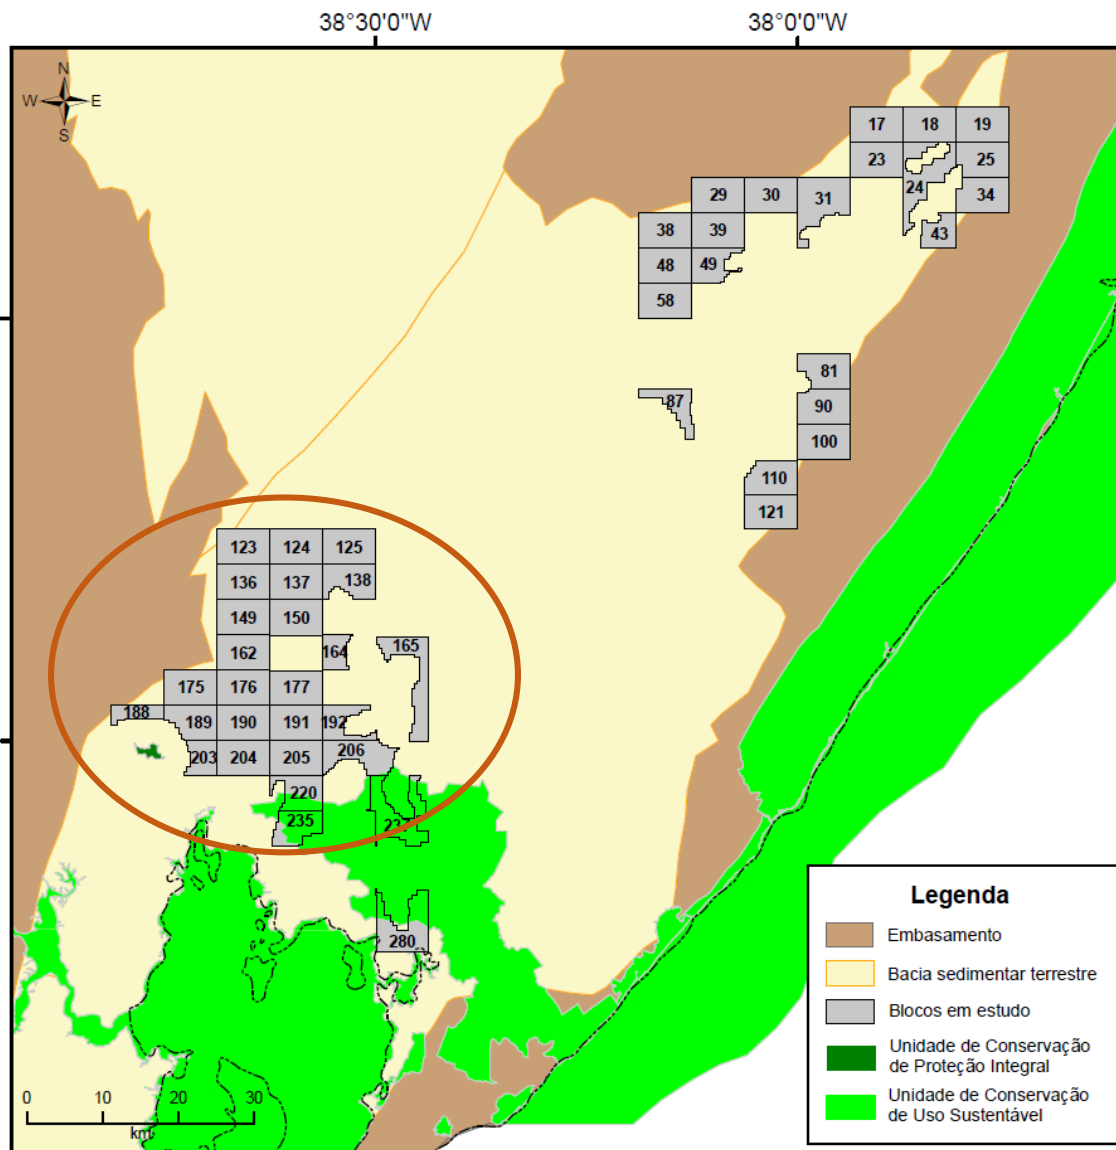 38°30'0"W 38°0'0"W
N
W E
S
17 18 19
23 25
24
29 30 31 34
38 39 43
48 49
58
81
87 90
100
110
121
123 124 125
136 137 138
149 150
162 164 165
175 176 177
188 189 190 191 192
203 204 205 206
220
235 237
280
Legenda
Embasamento
Bacia sedimentar terrestre
Blocos em estudo
Unidade de Conservação
de Proteção Integral
Unidade de Conservação
de Uso Sustentável
0 10 20 30
km